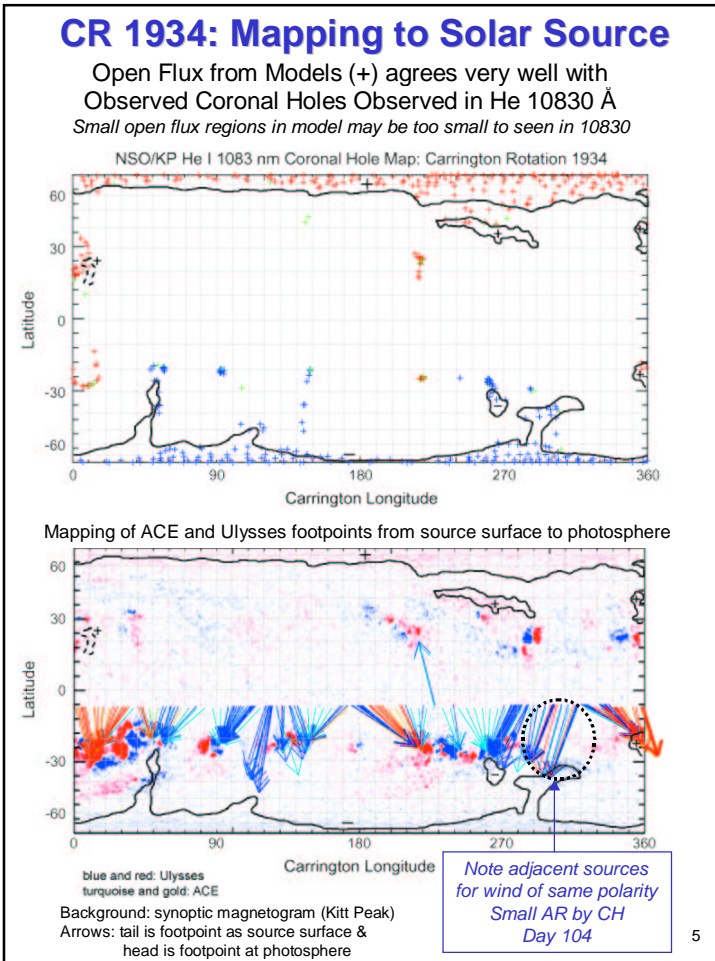 CR 1934: Mapping to Solar Source
Open Flux from Models (+) agrees very well with
Observed Coronal Holes Observed in He 10830 Å
Small open flux regions in model may be too small to seen in 10830
NSO/KP He I 1083 nm Coronal Hole Map: Carrington Rotation 1934
60
30
0
-30
-60
Latitude
0 90 180 270 360
Carrington Longitude
Mapping of ACE and Ulysses footpoints from source surface to photosphere
60
30
0
-30
-60
Latitude
0 90 180 270 360
Carrington Longitude
blue and red: Ulysses
turquoise and gold: ACE
Background: synoptic magnetogram (Kitt Peak)
Arrows: tail is footpoint as source surface &
head is footpoint at photosphere
Note adjacent sources
for wind of same polarity
Small AR by CH
Day 104
5